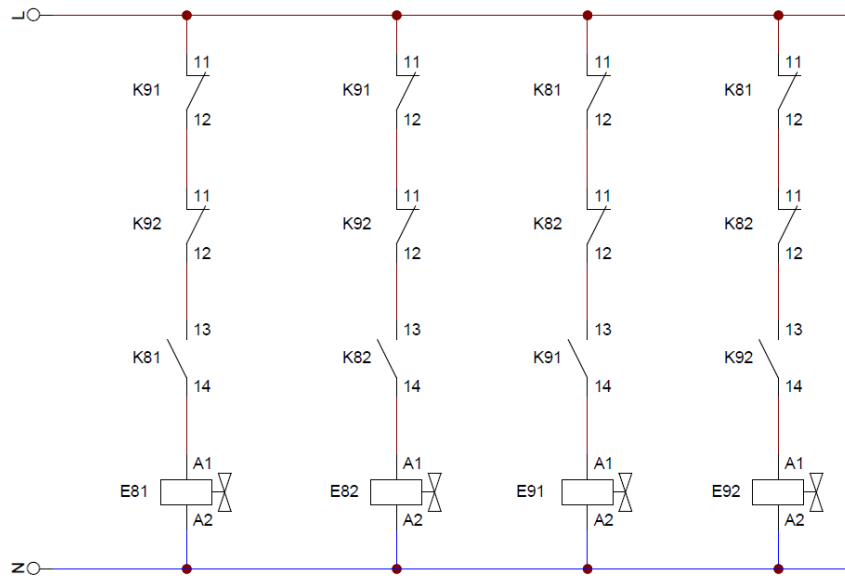 L
11 11 11 11
K91 K91 K81 K81
12 12 12 12
11 11 11 11
K92 K92 K82 K82
12 12 12 12
13 13 13 13
K81 K82 K91 K92
14 14 14 14
A1 A1 A1 A1
E81 E82 E91 E92
A2 A2 A2 A2
N